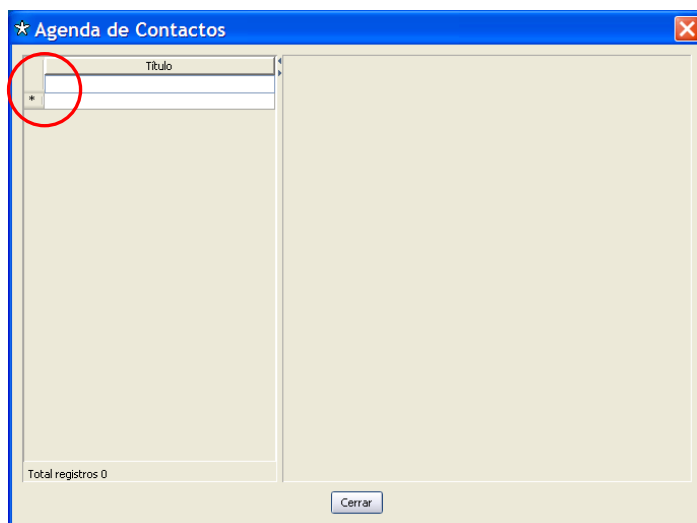 Agenda de Contactos
Título
*
Total registros 0
Cerrar